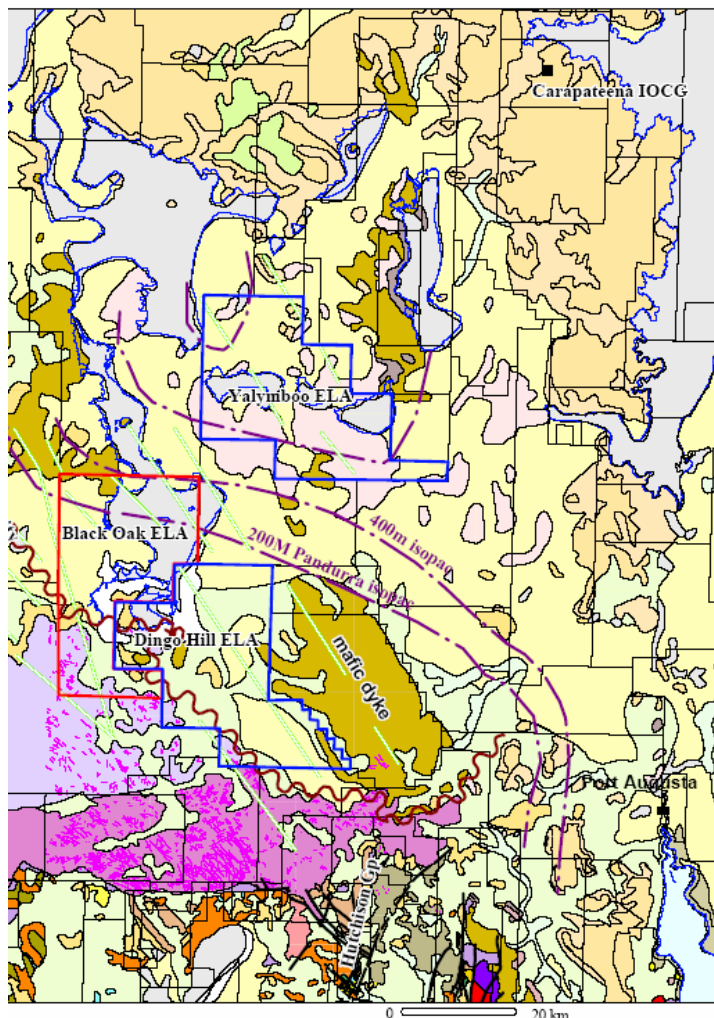 Carapateena IOCG
Yalymboo ELA
400m isopac
Black Oak ELA
200M Pandurra isopac
Dingo Hill ELA
mafic dyke
Port Augusta
Hutchison Gp
0 20 km